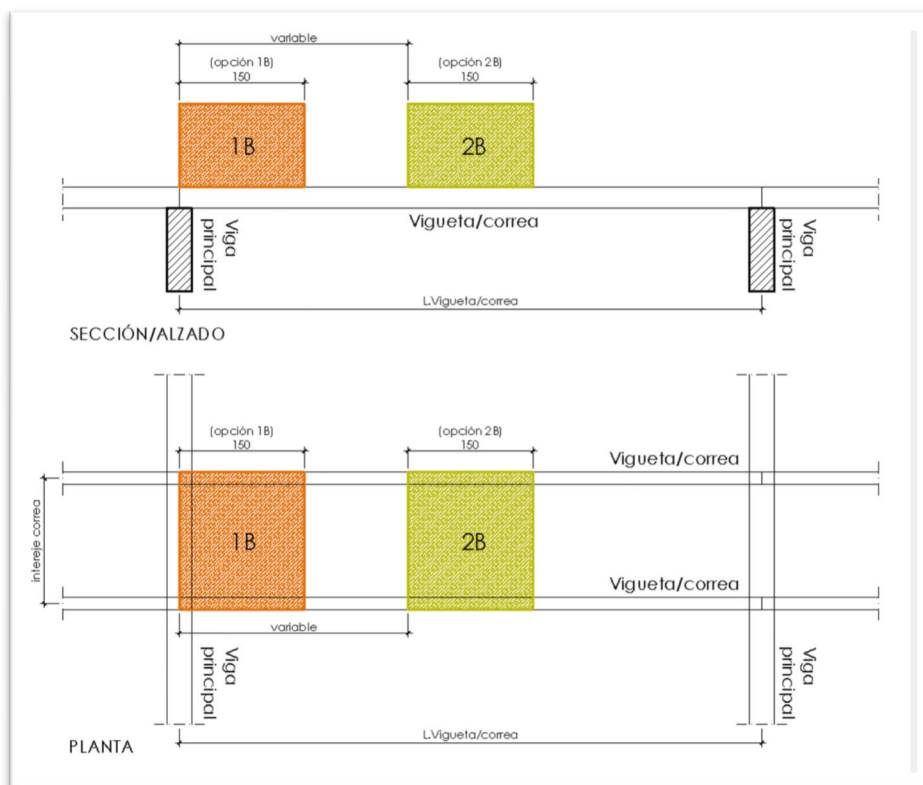 variable
(opción 1B)
150
(opción 2B)
150
1B
2B
Vigueta/correa
Viga principal
Viga principal
L.Vigueta/correa
SECCIÓN/ALZADO
(opción 1B)
150
(opción 2B)
150
Vigueta/correa
intereje correa
1B
2B
Vigueta/correa
variable
Viga principal
Viga principal
L.Vigueta/correa
PLANTA